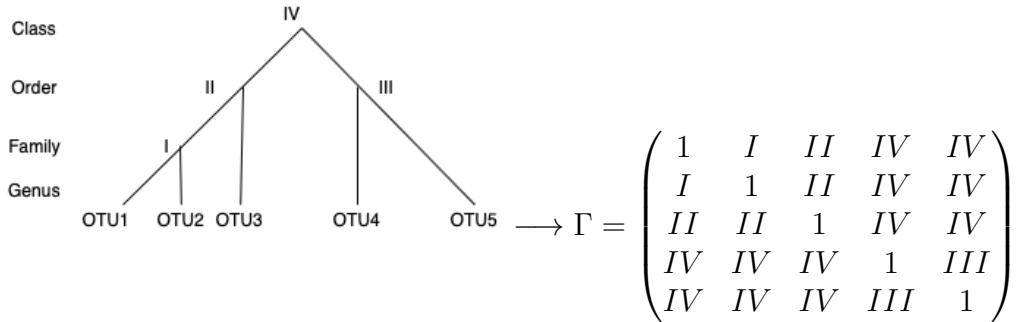 IV
Class
Order II III
Family I
Genus
OTU1 OTU2 OTU3 OTU4 OTU5
1 I II IV IV
I 1 II IV IV
⟶ Γ = II II 1 IV IV
IV IV IV 1 III
IV IV IV III 1